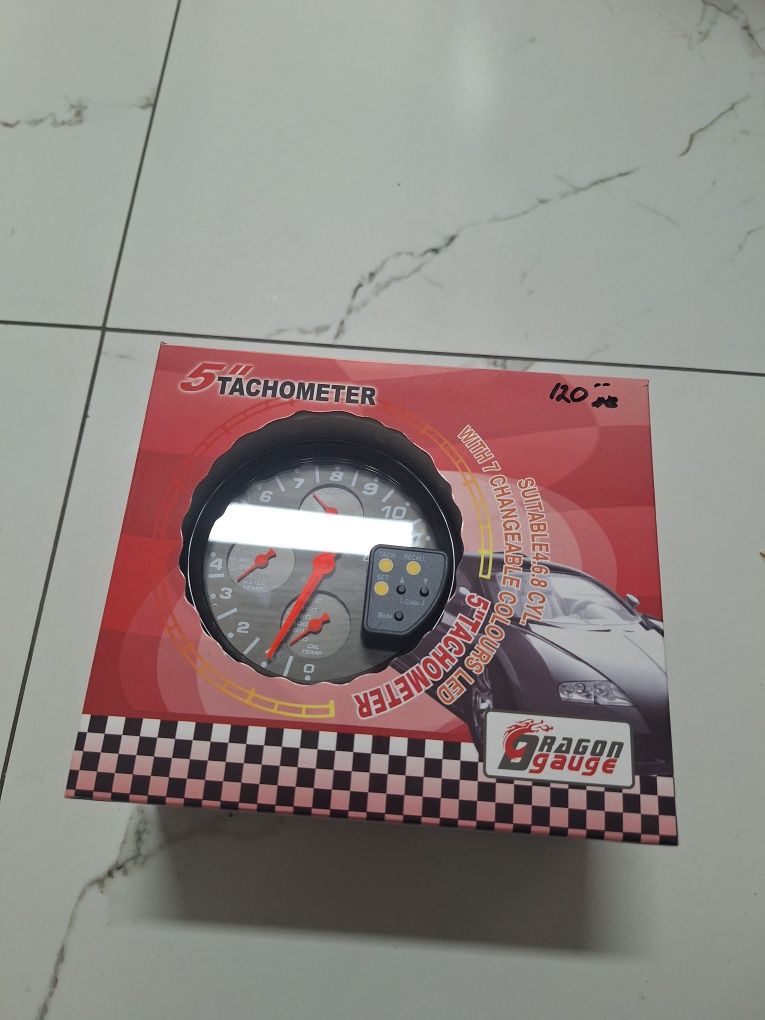 5"TACHOMETER
120
SUITABLE4.6.8 CYL.
WITH 7 CHANGEABLE COLOURS LED
5"TACHOMETER
7
8
9
6
10
4
3
2
1
0
WATER
TEMP
OIL
TEMP
TACH RECALL
SET
Clear
Mode
DRAGON
gauge